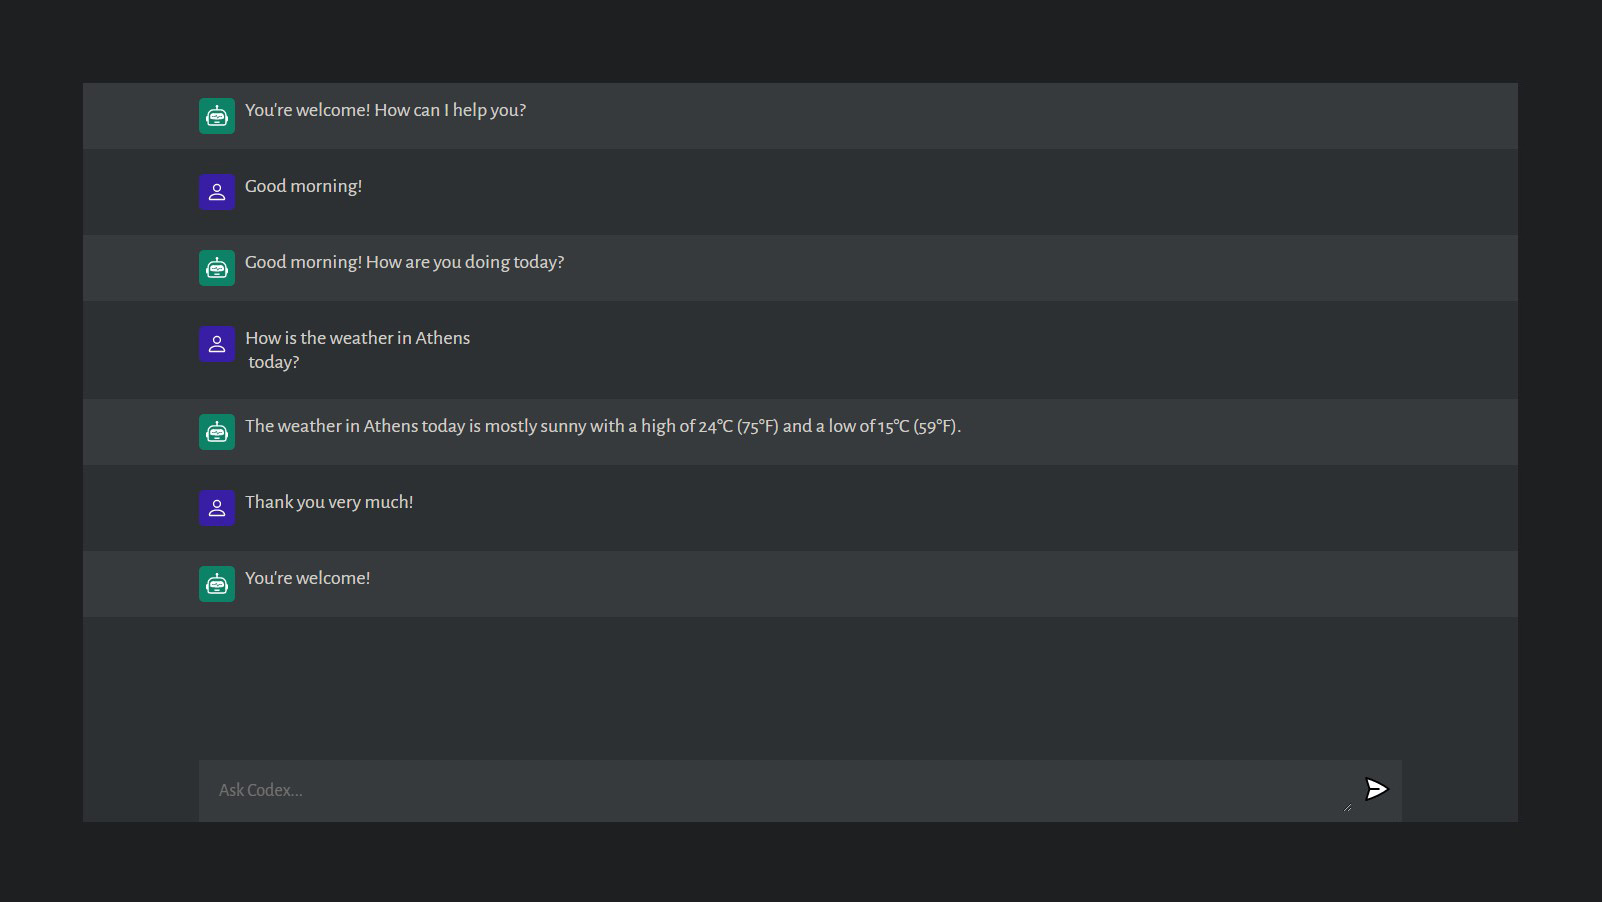 You're welcome! How can I help you?
Good morning!
Good morning! How are you doing today?
How is the weather in Athens
today?
The weather in Athens today is mostly sunny with a high of 24°C (75°F) and a low of 15°C (59°F).
Thank you very much!
You're welcome!
Ask Codex...